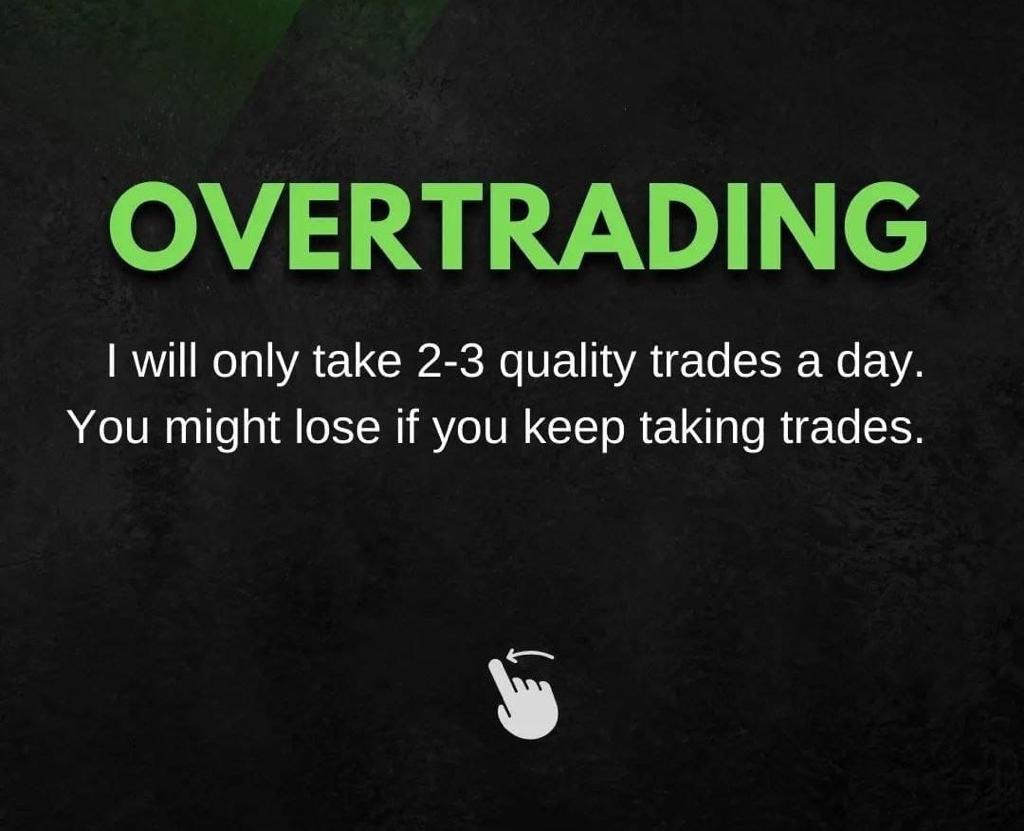 OVERTRADING
I will only take 2-3 quality trades a day.
You might lose if you keep taking trades.